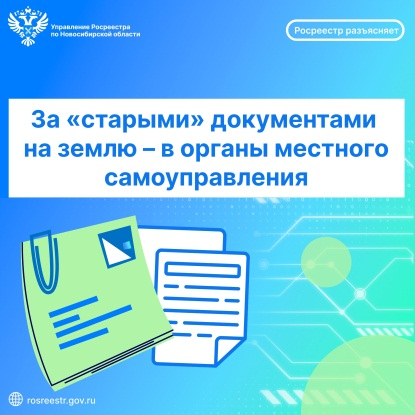 Управление Росреестра
по Новосибирской области
Росреестр разъясняет
За «старыми» документами
на землю – в органы местного
самоуправления
rosreestr.gov.ru